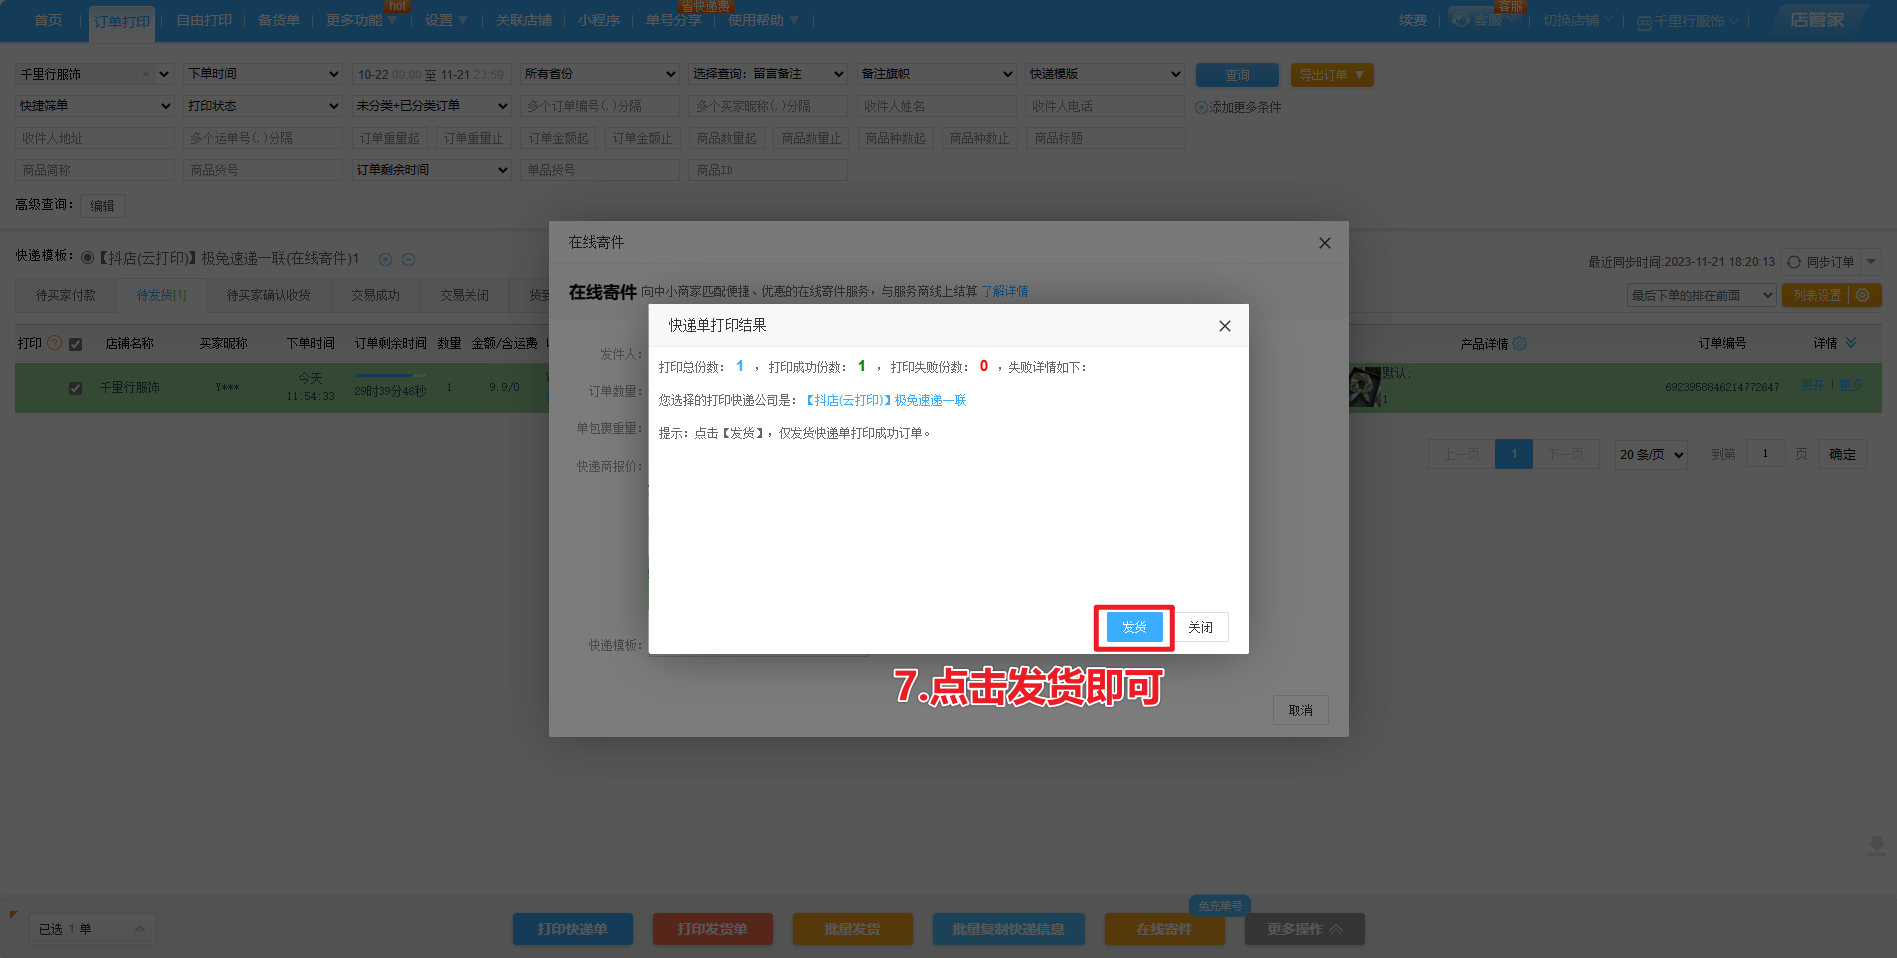 首页 订单打印 自由打印 备货单 更多功能 hot 设置 关联店铺 小程序 单号分享 省快递费 使用帮助 续费 客服 客服 切换店铺 千里行服饰 店管家
千里行服饰 × 下单时间 10-22 00:00 至 11-21 23:59 所有省份 选择查询：留言备注 备注旗帜 快递模版 查询 导出订单
快捷筛单 打印状态 未分类+已分类订单 多个订单编号(,)分隔 多个买家昵称(,)分隔 收件人姓名 收件人电话 添加更多条件
收件人地址 多个运单号(,)分隔 订单重量起 订单重量止 订单金额起 订单金额止 商品数量起 商品数量止 商品种数起 商品种数止 商品标题
商品简称 商品货号 订单剩余时间 单品货号 商品ID
高级查询： 编辑
快递模板： 【抖店(云打印)】极兔速递一联(在线寄件)1 最近同步时间:2023-11-21 18:20:13 同步订单
待买家付款 待发货[1] 待买家确认收货 交易成功 交易关闭 货到 最后下单的排在前面 列表设置
打印 店铺名称 买家昵称 下单时间 订单剩余时间 数量 金额/含运费 产品详情 订单编号 详情
千里行服饰 Y*** 今天 11:54:33 29时39分46秒 1 9.9/0 默认: 1 6923958846214772647 展开 更多
上一页 1 下一页 20 条/页 到第 1 页 确定
在线寄件
在线寄件 向中小商家匹配便捷、优惠的在线寄件服务，与服务商线上结算 了解详情
发件人：
订单数量：
单包裹重量：
快递商报价：
快递模板：
取消
快递单打印结果
打印总份数： 1 ，打印成功份数： 1 ，打印失败份数： 0 ，失败详情如下：
您选择的打印快递公司是：【抖店(云打印)】极兔速递一联
提示：点击【发货】，仅发货快递单打印成功订单。
发货 关闭
7.点击发货即可
已选 1 单 打印快递单 打印发货单 批量发货 批量复制快递信息 在线寄件 免充单号 更多操作